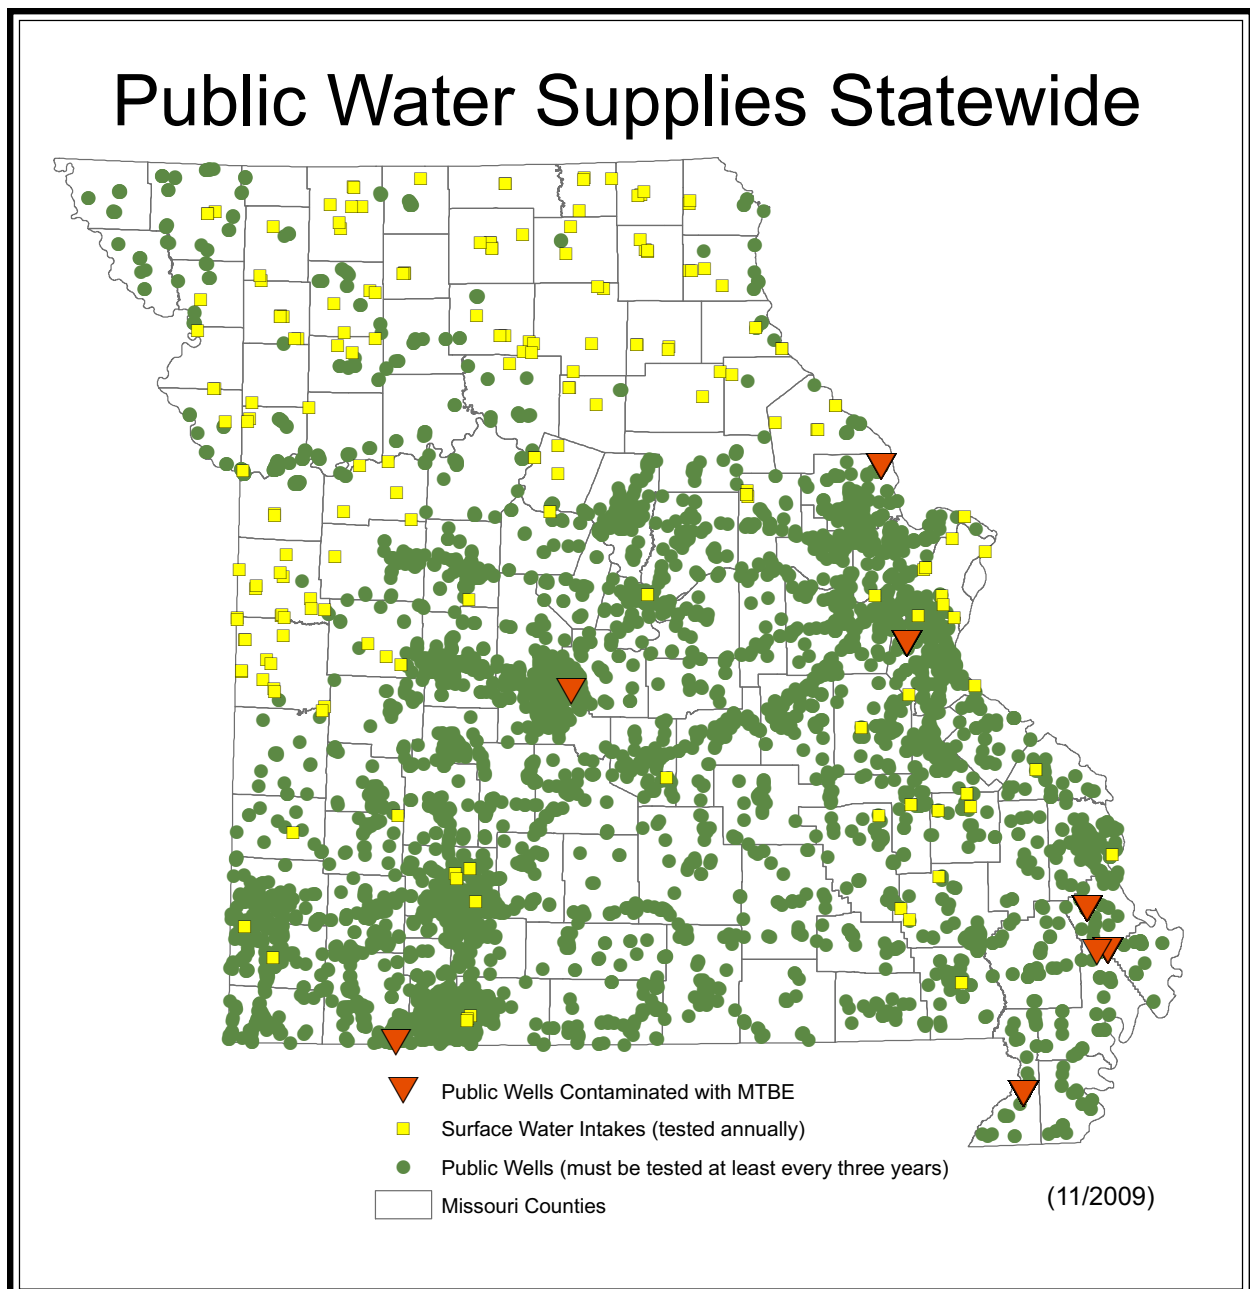 Public Water Supplies Statewide
Public Wells Contaminated with MTBE
Surface Water Intakes (tested annually)
Public Wells (must be tested at least every three years)
Missouri Counties
(11/2009)